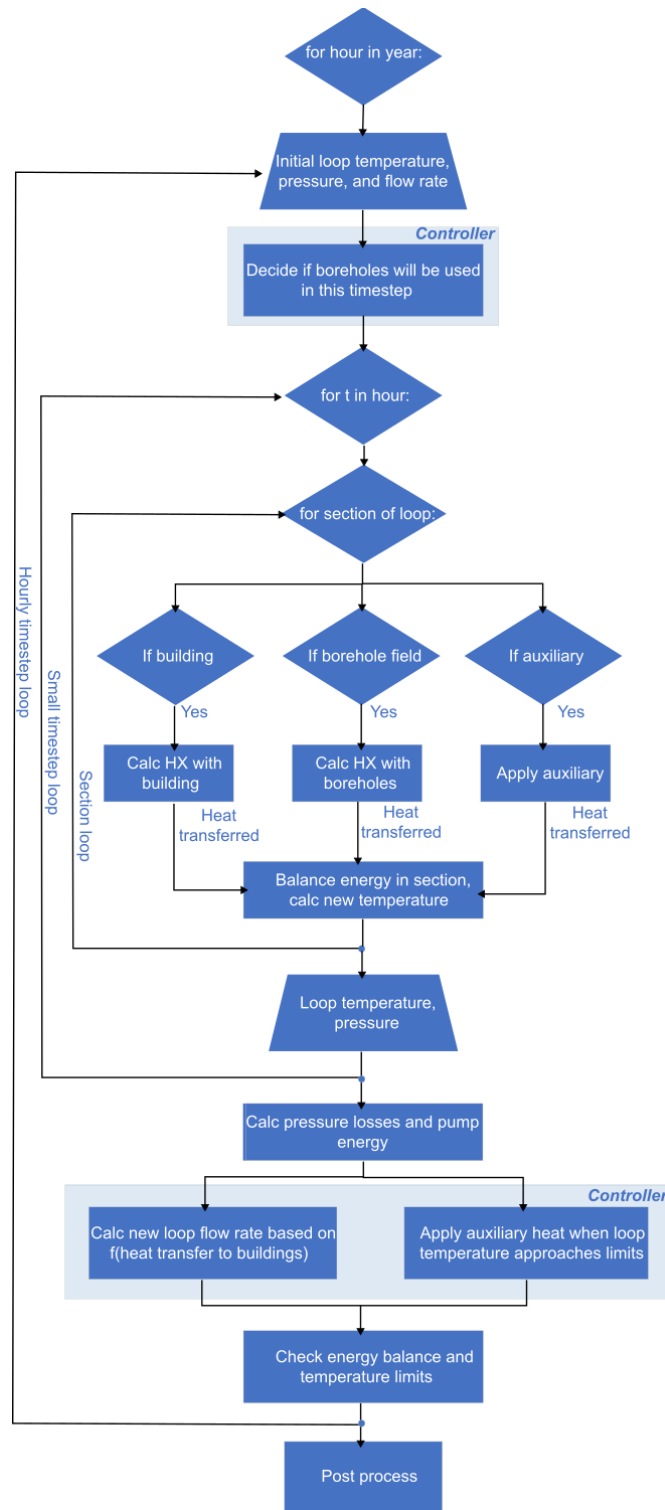 for hour in year:
Initial loop temperature,
pressure, and flow rate
Controller
Decide if boreholes will be used
in this timestep
for t in hour:
for section of loop:
If building
If borehole field
If auxiliary
Yes
Yes
Yes
Calc HX with
building
Calc HX with
boreholes
Apply auxiliary
Heat
transferred
Heat
transferred
Heat
transferred
Hourly timestep loop
Small timestep loop
Section loop
Balance energy in section,
calc new temperature
Loop temperature,
pressure
Calc pressure losses and pump
energy
Controller
Calc new loop flow rate based on
f(heat transfer to buildings)
Apply auxiliary heat when loop
temperature approaches limits
Check energy balance and
temperature limits
Post process